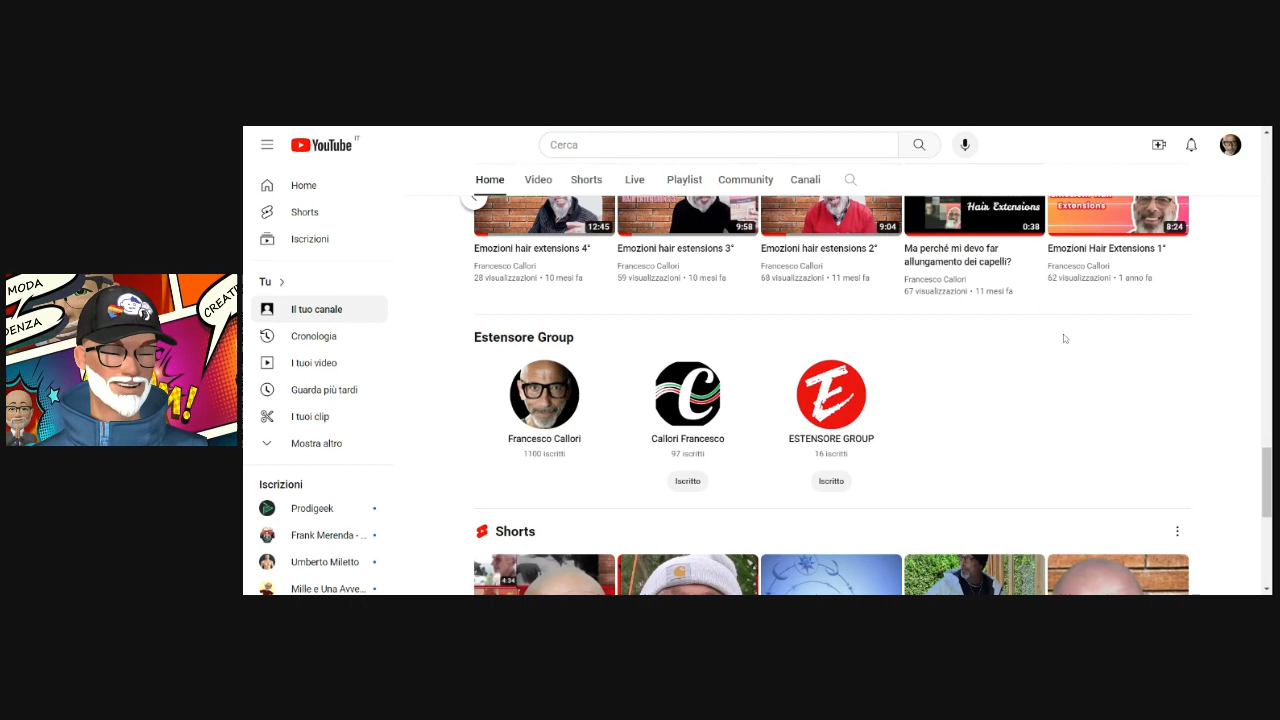 MODA
DENZA
CREATI
M!
YouTube IT
Cerca
Home
Shorts
Iscrizioni
Tu
Il tuo canale
Cronologia
I tuoi video
Guarda più tardi
I tuoi clip
Mostra altro
Iscrizioni
Prodigeek
Frank Merenda - ...
Umberto Miletto
Mille e Una Avve...
Home Video Shorts Live Playlist Community Canali
12:45
Emozioni hair extensions 4°
Francesco Callori
28 visualizzazioni • 10 mesi fa
9:58
Emozioni hair estensions 3°
Francesco Callori
59 visualizzazioni • 10 mesi fa
9:04
Emozioni hair estensions 2°
Francesco Callori
68 visualizzazioni • 11 mesi fa
Hair Extensions
0:38
Ma perché mi devo far
allungamento dei capelli?
Francesco Callori
67 visualizzazioni • 11 mesi fa
Extensions
8:24
Emozioni Hair Extensions 1°
Francesco Callori
62 visualizzazioni • 1 anno fa
Estensore Group
Francesco Callori
1100 iscritti
C
Callori Francesco
97 iscritti
Iscritto
E
ESTENSORE GROUP
16 iscritti
Iscritto
Shorts
4:34